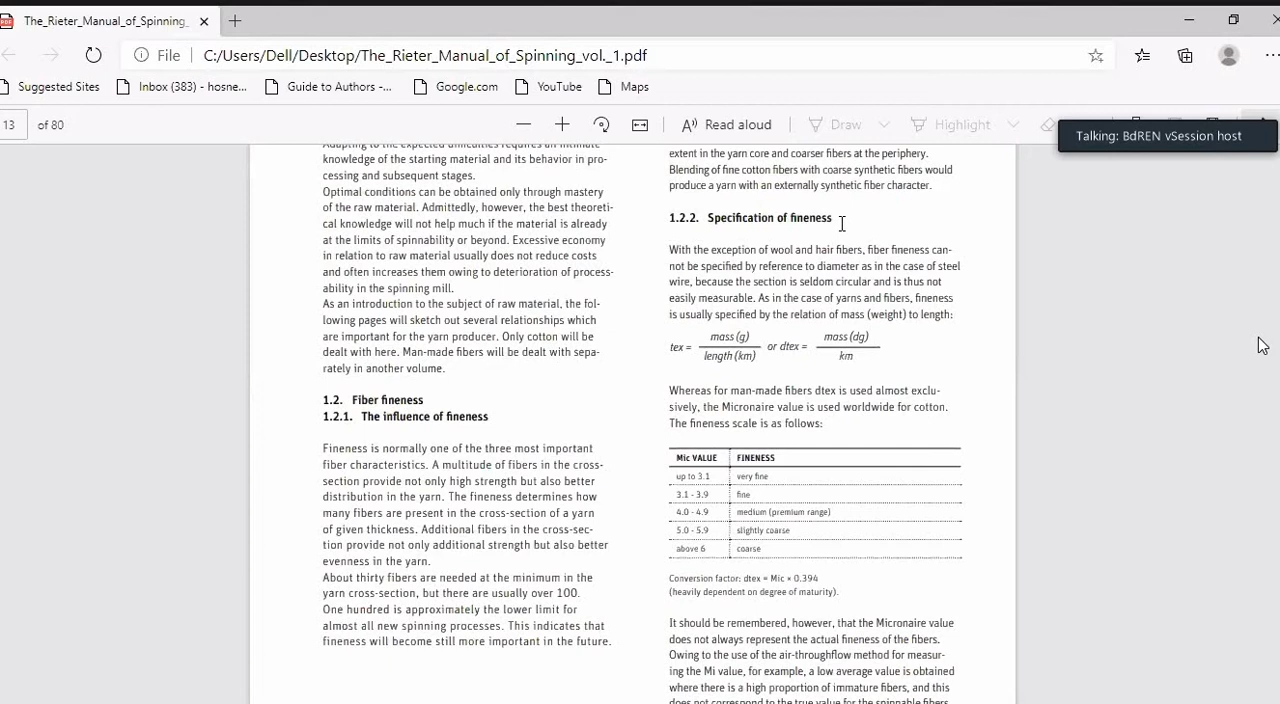 The_Rieter_Manual_of_Spinning_
File
C:/Users/Dell/Desktop/The_Rieter_Manual_of_Spinning_vol._1.pdf
Suggested Sites
Inbox (383) - hosne...
Guide to Authors -...
Google.com
YouTube
Maps
13 of 80
Read aloud
Draw
Highlight
Talking: BdREN vSession host
knowledge of the starting material and its behavior in pro-
cessing and subsequent stages.
Optimal conditions can be obtained only through mastery
of the raw material. Admittedly, however, the best theoreti-
cal knowledge will not help much if the material is already
at the limits of spinnability or beyond. Excessive economy
in relation to raw material usually does not reduce costs
and often increases them owing to deterioration of process-
ability in the spinning mill.
As an introduction to the subject of raw material, the fol-
lowing pages will sketch out several relationships which
are important for the yarn producer. Only cotton will be
dealt with here. Man-made fibers will be dealt with sepa-
rately in another volume.
1.2. Fiber fineness
1.2.1. The influence of fineness
Fineness is normally one of the three most important
fiber characteristics. A multitude of fibers in the cross-
section provide not only high strength but also better
distribution in the yarn. The fineness determines how
many fibers are present in the cross-section of a yarn
of given thickness. Additional fibers in the cross-sec-
tion provide not only additional strength but also better
evenness in the yarn.
About thirty fibers are needed at the minimum in the
yarn cross-section, but there are usually over 100.
One hundred is approximately the lower limit for
almost all new spinning processes. This indicates that
fineness will become still more important in the future.
extent in the yarn core and coarser fibers at the periphery.
Blending of fine cotton fibers with coarse synthetic fibers would
produce a yarn with an externally synthetic fiber character.
1.2.2. Specification of fineness
With the exception of wool and hair fibers, fiber fineness can-
not be specified by reference to diameter as in the case of steel
wire, because the section is seldom circular and is thus not
easily measurable. As in the case of yarns and fibers, fineness
is usually specified by the relation of mass (weight) to length:
tex = mass (g) / length (km) or dtex = mass (dg) / km
Whereas for man-made fibers dtex is used almost exclu-
sively, the Micronaire value is used worldwide for cotton.
The fineness scale is as follows:
Mic VALUE FINENESS
up to 3.1 very fine
3.1 - 3.9 fine
4.0 - 4.9 medium (premium range)
5.0 - 5.9 slightly coarse
above 6 coarse
Conversion factor: dtex = Mic × 0.394
(heavily dependent on degree of maturity).
It should be remembered, however, that the Micronaire value
does not always represent the actual fineness of the fibers.
Owing to the use of the air-throughflow method for measur-
ing the Mi value, for example, a low average value is obtained
where there is a high proportion of immature fibers, and this
does not correspond to the true value for the spinnable fibers.